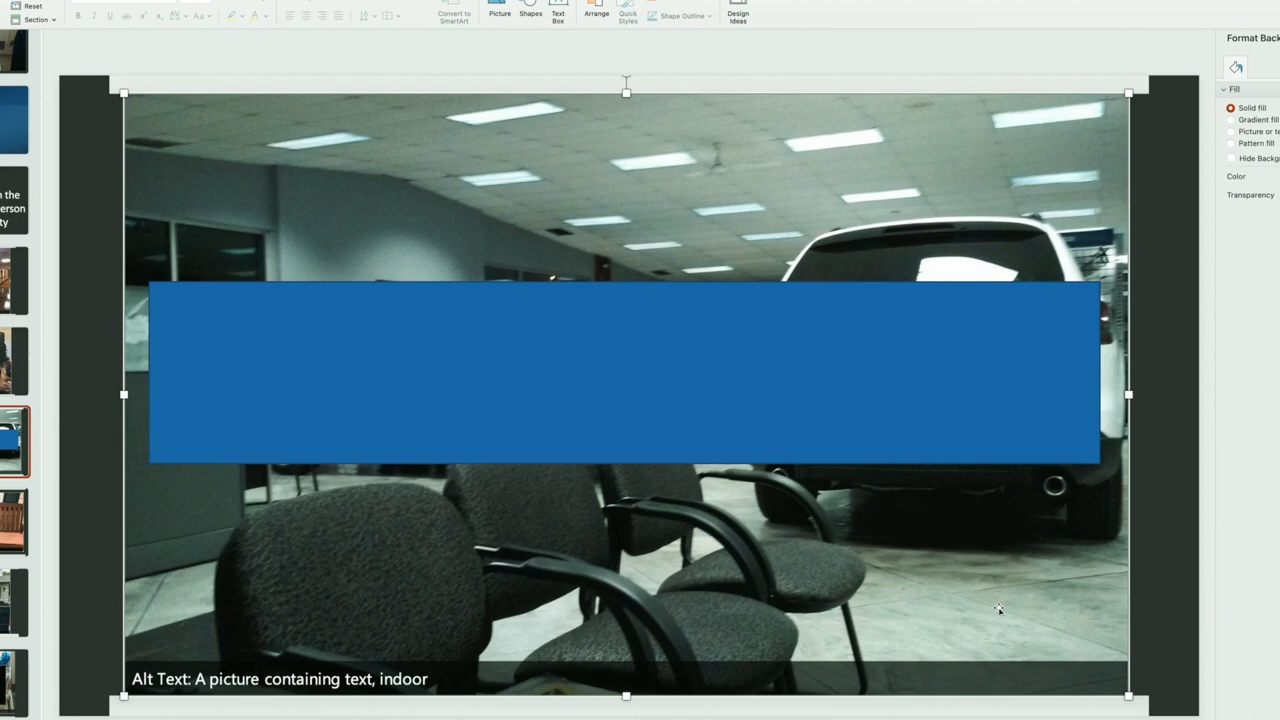 Reset
Section
Aa
Convert to
SmartArt
Picture
Shapes
Text
Box
Arrange
Quick
Styles
Shape Outline
Design
Ideas
Format Back
Fill
Solid fill
Gradient fill
Picture or te
Pattern fill
Hide Backg
Color
Transparency
n the
erson
ty
Alt Text: A picture containing text, indoor